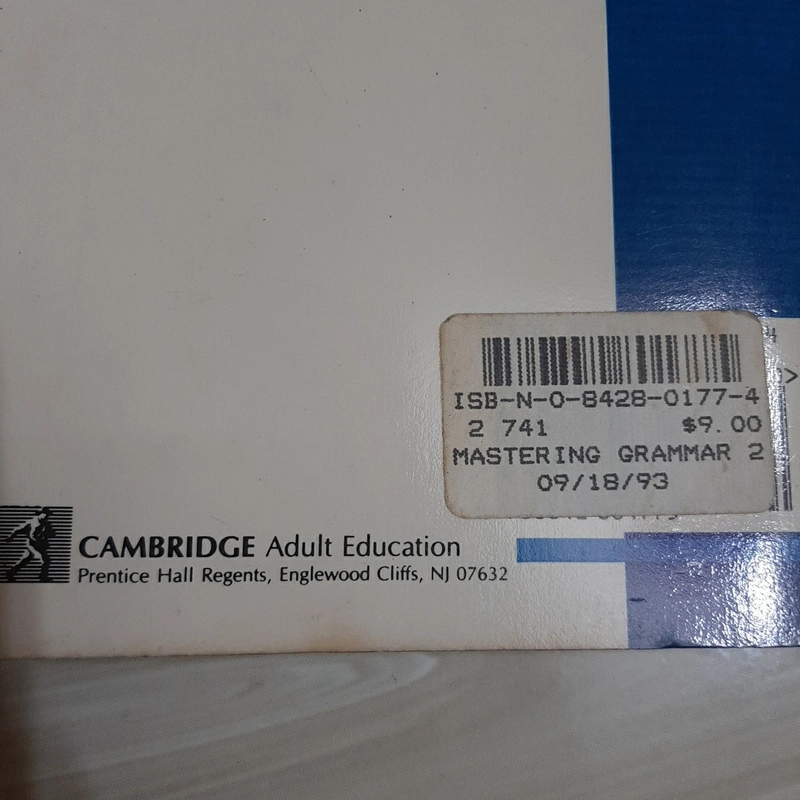 ISB-N-0-8428-0177-4
2 741 $9.00
MASTERING GRAMMAR 2
09/18/93
CAMBRIDGE Adult Education
Prentice Hall Regents, Englewood Cliffs, NJ 07632